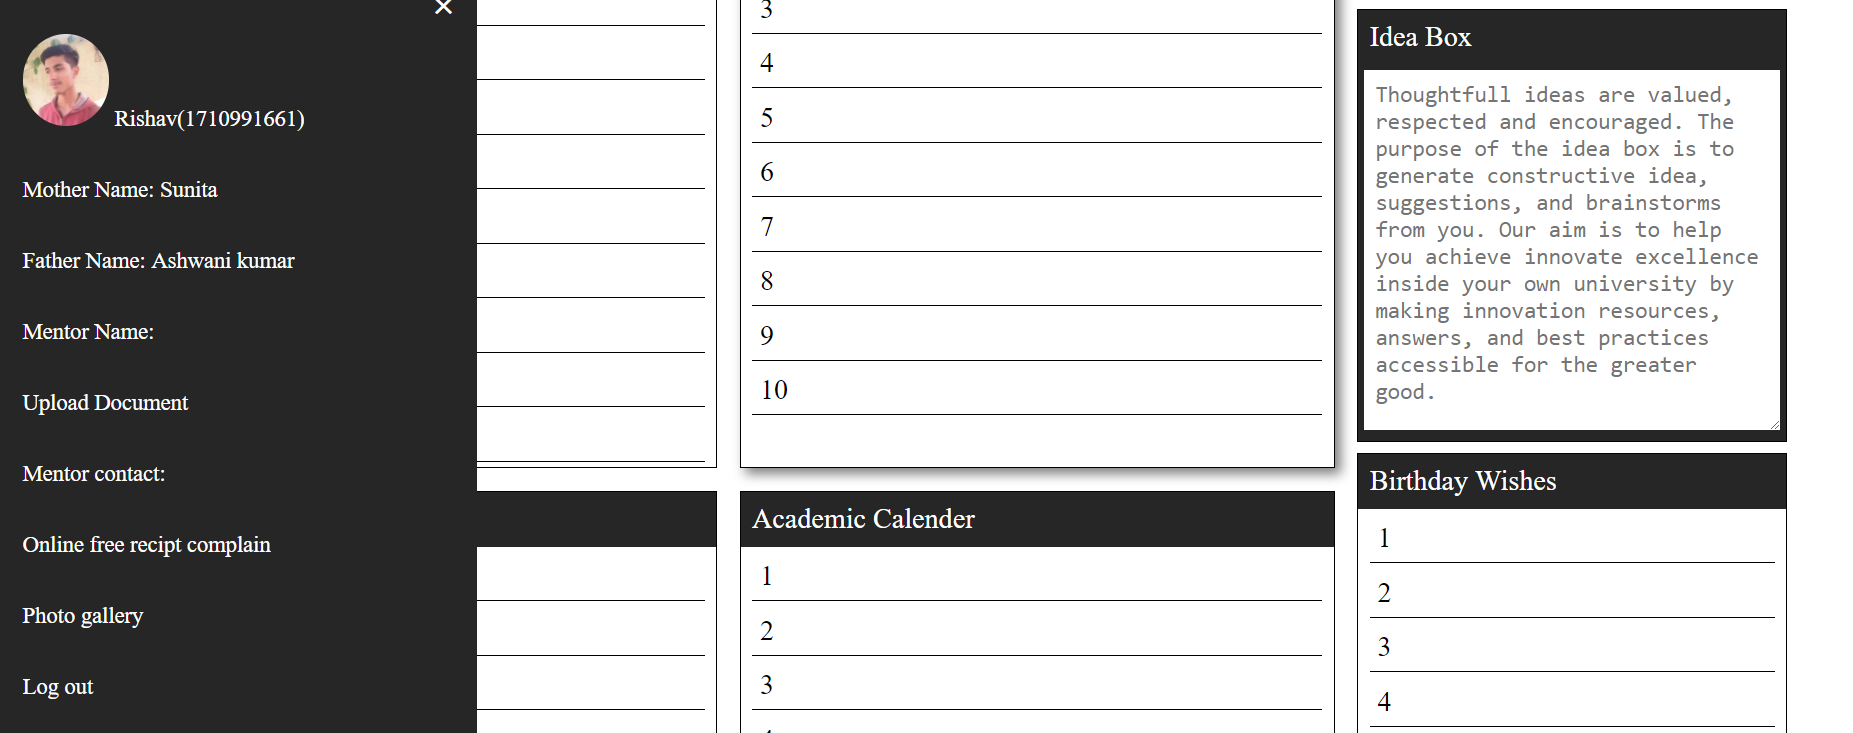 ✕
Rishav(1710991661)
Mother Name: Sunita
Father Name: Ashwani kumar
Mentor Name:
Upload Document
Mentor contact:
Online free recipt complain
Photo gallery
Log out
3
4
5
6
7
8
9
10
Academic Calender
1
2
3
Idea Box
Thoughtfull ideas are valued,
respected and encouraged. The
purpose of the idea box is to
generate constructive idea,
suggestions, and brainstorms
from you. Our aim is to help
you achieve innovate excellence
inside your own university by
making innovation resources,
answers, and best practices
accessible for the greater
good.
Birthday Wishes
1
2
3
4